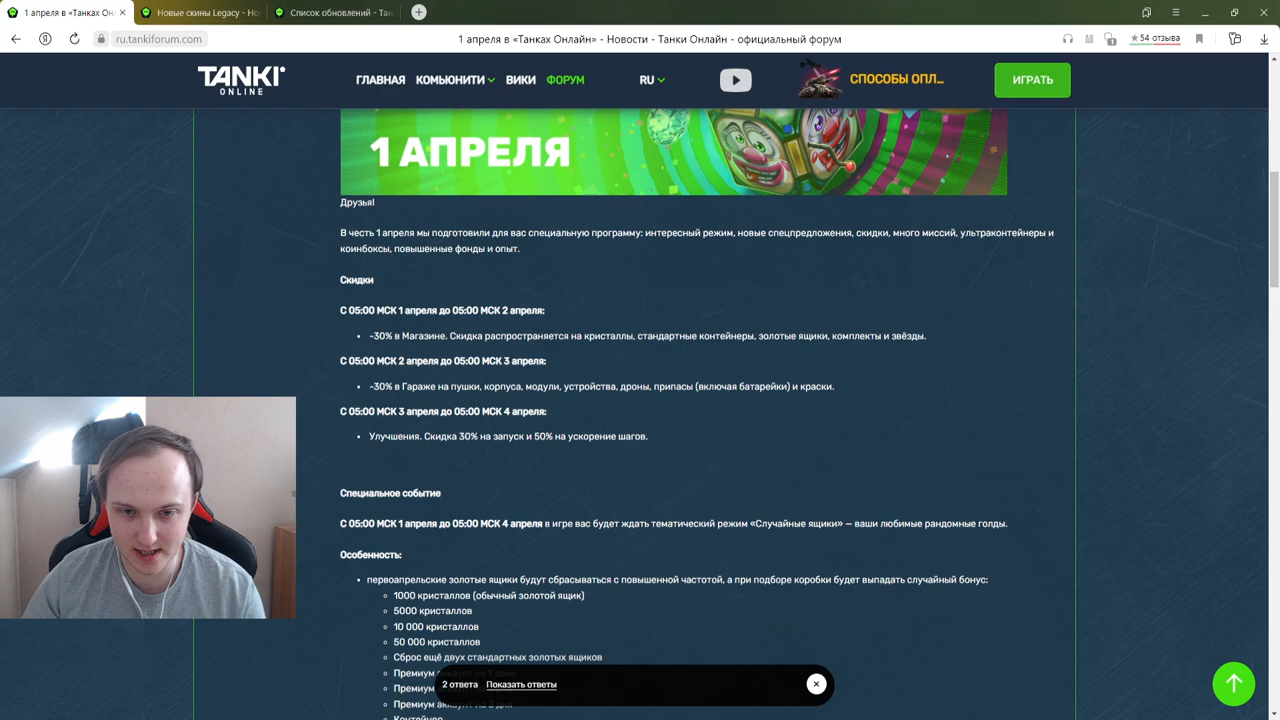 1 апреля в «Танках Он
Новые скины Legacy - Но
Список обновлений - Тан
ru.tankiforum.com
1 апреля в «Танках Онлайн» - Новости - Танки Онлайн - официальный форум
★54 отзыва
TANKI ONLINE
ГЛАВНАЯ
КОМЬЮНИТИ
ВИКИ
ФОРУМ
RU
СПОСОБЫ ОПЛ...
ИГРАТЬ
1 АПРЕЛЯ
Друзья!
В честь 1 апреля мы подготовили для вас специальную программу: интересный режим, новые спецпредложения, скидки, много миссий, ультраконтейнеры и
коинбоксы, повышенные фонды и опыт.
Скидки
С 05:00 МСК 1 апреля до 05:00 МСК 2 апреля:
• -30% в Магазине. Скидка распространяется на кристаллы, стандартные контейнеры, золотые ящики, комплекты и звёзды.
С 05:00 МСК 2 апреля до 05:00 МСК 3 апреля:
• -30% в Гараже на пушки, корпуса, модули, устройства, дроны, припасы (включая батарейки) и краски.
С 05:00 МСК 3 апреля до 05:00 МСК 4 апреля:
• Улучшения. Скидка 30% на запуск и 50% на ускорение шагов.
Специальное событие
С 05:00 МСК 1 апреля до 05:00 МСК 4 апреля в игре вас будет ждать тематический режим «Случайные ящики» — ваши любимые рандомные голды.
Особенность:
• первоапрельские золотые ящики будут сбрасываться с повышенной частотой, а при подборе коробки будет выпадать случайный бонус:
1000 кристаллов (обычный золотой ящик)
5000 кристаллов
10 000 кристаллов
50 000 кристаллов
Сброс ещё двух стандартных золотых ящиков
Премиум аккаунт на 1 день
Премиум
Премиум
Контейнер
2 ответа
Показать ответы